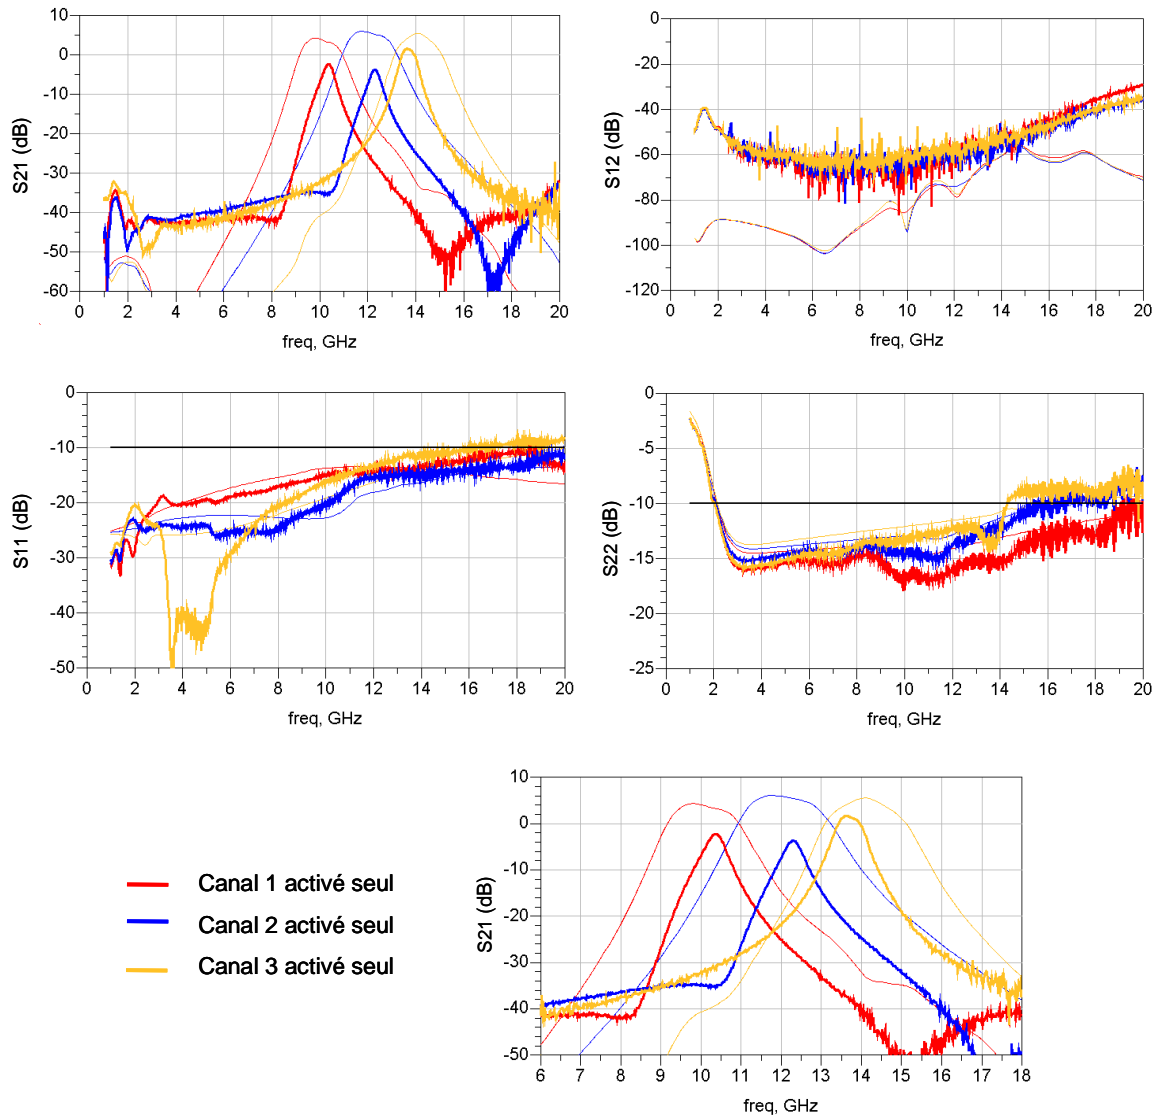 10
0
-10
-20
-30
-40
-50
-60
S21 (dB)
0 2 4 6 8 10 12 14 16 18 20
freq, GHz
0
-20
-40
-60
-80
-100
-120
S12 (dB)
0 2 4 6 8 10 12 14 16 18 20
freq, GHz
0
-10
-20
-30
-40
-50
S11 (dB)
0 2 4 6 8 10 12 14 16 18 20
freq, GHz
0
-5
-10
-15
-20
-25
S22 (dB)
0 2 4 6 8 10 12 14 16 18 20
freq, GHz
Canal 1 activé seul
Canal 2 activé seul
Canal 3 activé seul
10
0
-10
-20
-30
-40
-50
S21 (dB)
6 7 8 9 10 11 12 13 14 15 16 17 18
freq, GHz